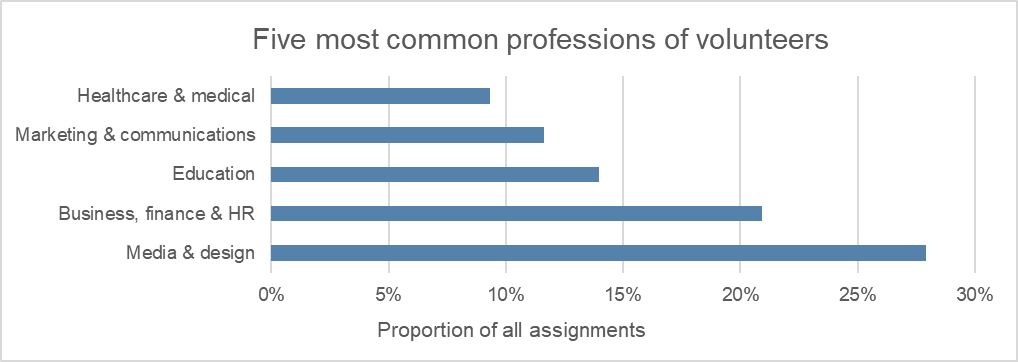 Five most common professions of volunteers
Healthcare & medical
Marketing & communications
Education
Business, finance & HR
Media & design
0% 5% 10% 15% 20% 25% 30%
Proportion of all assignments